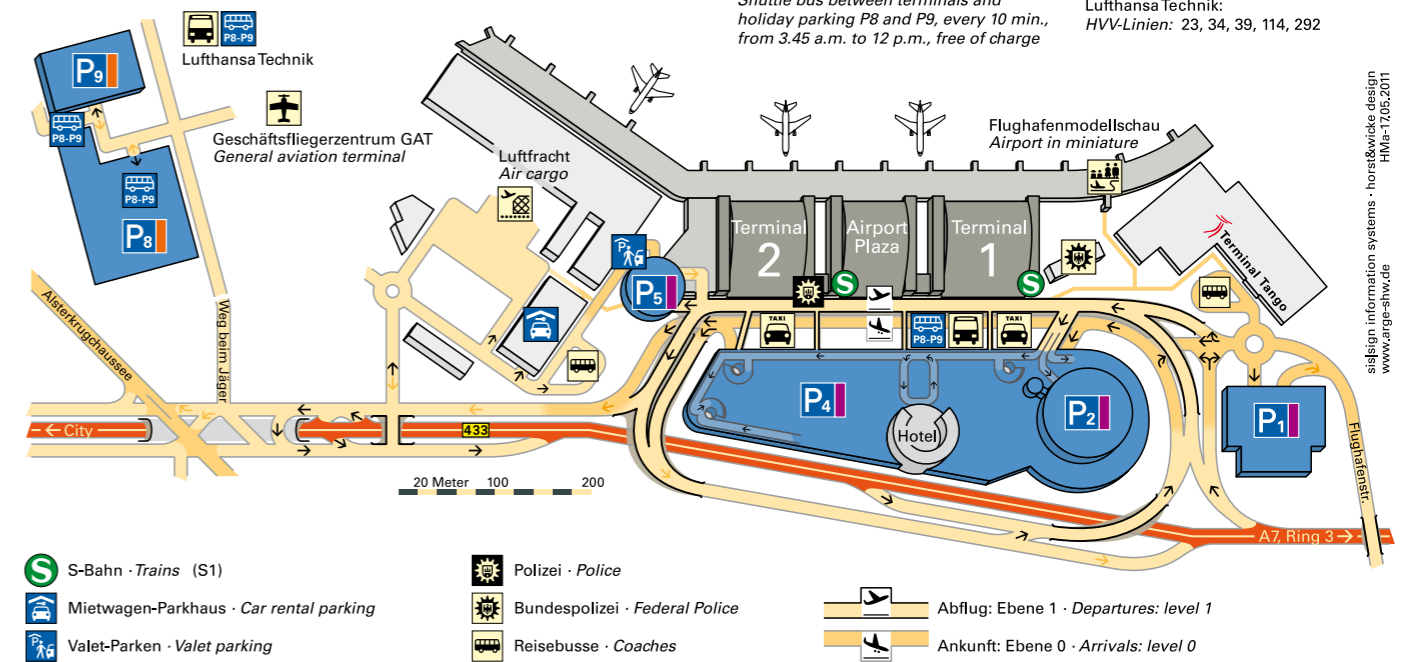 Shuttle bus between terminals and
holiday parking P8 and P9, every 10 min.,
from 3.45 a.m. to 12 p.m., free of charge
Lufthansa Technik:
HVV-Linien: 23, 34, 39, 114, 292
P8-P9
Lufthansa Technik
P9
P8-P9
P8-P9
P8
Geschäftsfliegerzentrum GAT
General aviation terminal
Luftfracht
Air cargo
Flughafenmodellschau
Airport in miniature
Terminal
2
Airport
Plaza
Terminal
1
Terminal Tango
P
P5
S
S
TAXI
P8-P9
TAXI
P4
Hotel
P2
P1
Alsterkrugchaussee
Weg beim Jäger
Flughafenstr.
City
433
A7, Ring 3
20 Meter 100 200
is|sign information systems · horst&wicke design
HMa-17.05.2011
www.arge-shw.de
S S-Bahn · Trains (S1)
Mietwagen-Parkhaus · Car rental parking
P Valet-Parken · Valet parking
Polizei · Police
Bundespolizei · Federal Police
Reisebusse · Coaches
Abflug: Ebene 1 · Departures: level 1
Ankunft: Ebene 0 · Arrivals: level 0